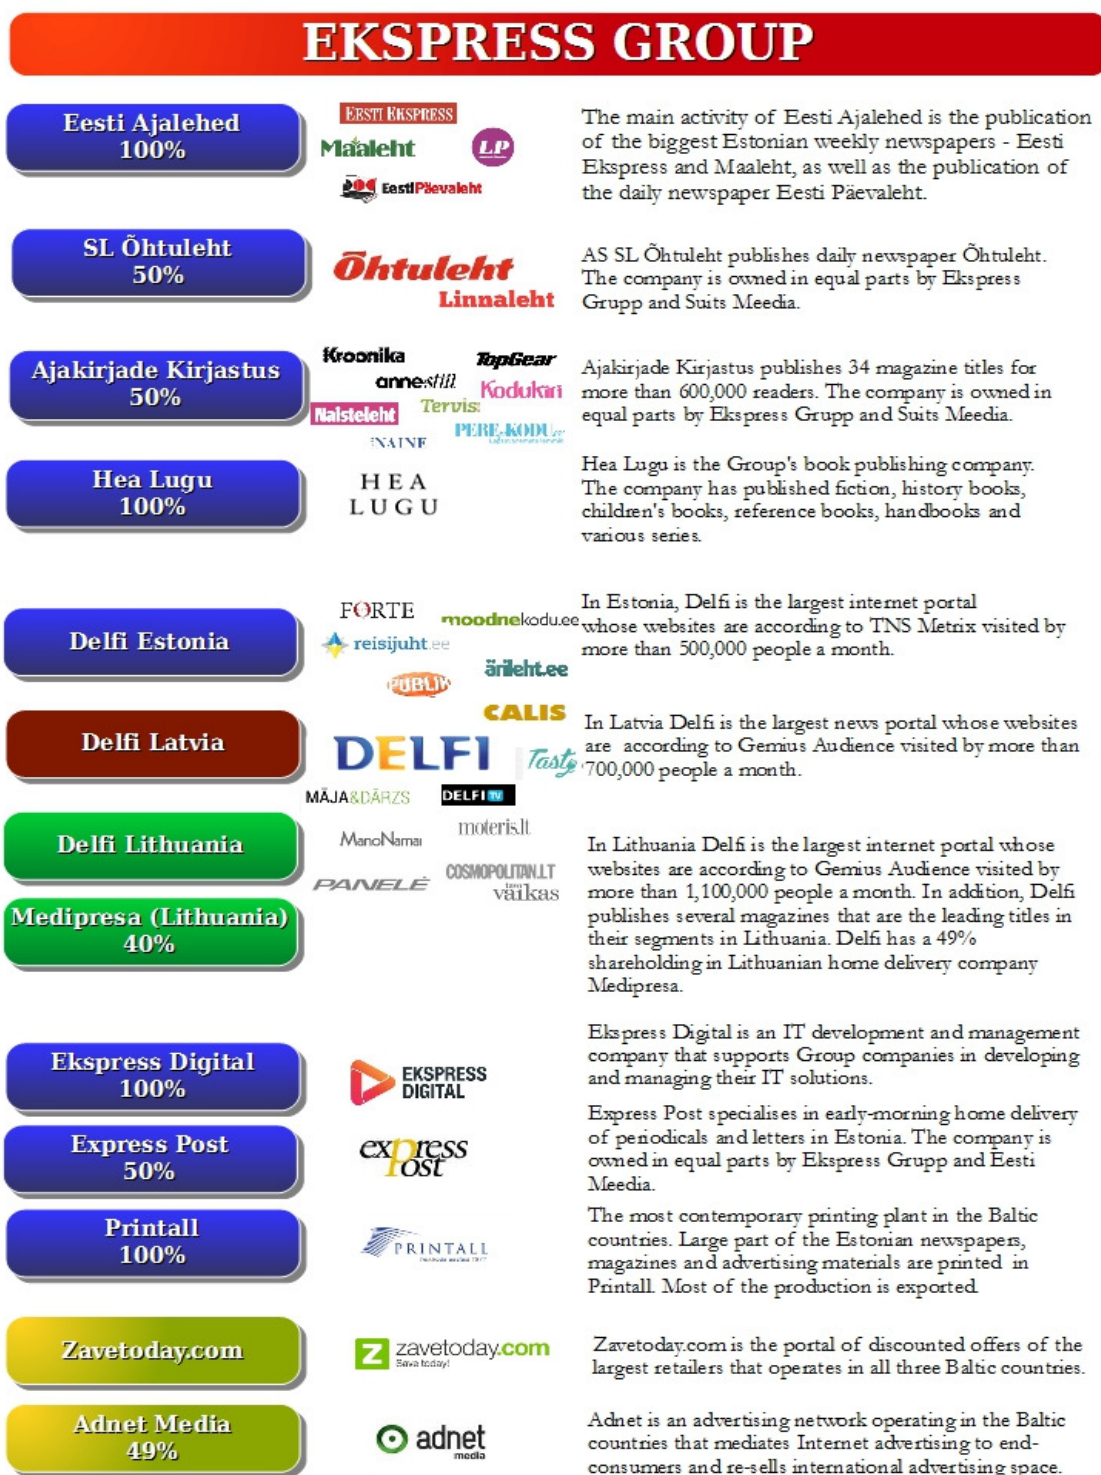 EKSPRESS GROUP
Eesti Ajalehed
100%
EESTI EKSPRESS
Maaleht
LP
Eesti Päevaleht
The main activity of Eesti Ajalehed is the publication
of the biggest Estonian weekly newspapers - Eesti
Ekspress and Maaleht, as well as the publication of
the daily newspaper Eesti Päevaleht.
SL Õhtuleht
50%
Õhtuleht
Linnaleht
AS SL Õhtuleht publishes daily newspaper Õhtuleht.
The company is owned in equal parts by Ekspress
Grupp and Suits Meedia.
Ajakirjade Kirjastus
50%
Kroonika
TopGear
annestiil
Kodukiri
Naisteleht
Tervis
PERE-KODU.ee
NAINE
Ajakirjade Kirjastus publishes 34 magazine titles for
more than 600,000 readers. The company is owned in
equal parts by Ekspress Grupp and Suits Meedia.
Hea Lugu
100%
HEA
LUGU
Hea Lugu is the Group's book publishing company.
The company has published fiction, history books,
children's books, reference books, handbooks and
various series.
Delfi Estonia
FORTE
moodnekodu.ee
reisijuht.ee
ärileht.ee
PUBLIK
In Estonia, Delfi is the largest internet portal
whose websites are according to TNS Metrix visited by
more than 500,000 people a month.
Delfi Latvia
CALIS
DELFI
Tasty
MĀJA&DĀRZS
DELFI TV
In Latvia Delfi is the largest news portal whose websites
are according to Gemius Audience visited by more than
700,000 people a month.
Delfi Lithuania
ManoNamai
moteris.lt
PANELĖ
COSMOPOLITAN.LT
vaikas
Medipresa (Lithuania)
40%
In Lithuania Delfi is the largest internet portal whose
websites are according to Gemius Audience visited by
more than 1,100,000 people a month. In addition, Delfi
publishes several magazines that are the leading titles in
their segments in Lithuania. Delfi has a 49%
shareholding in Lithuanian home delivery company
Medipresa.
Ekspress Digital
100%
EKSPRESS
DIGITAL
Ekspress Digital is an IT development and management
company that supports Group companies in developing
and managing their IT solutions.
Express Post
50%
express
Post
Express Post specialises in early-morning home delivery
of periodicals and letters in Estonia. The company is
owned in equal parts by Ekspress Grupp and Eesti
Meedia.
Printall
100%
PRINTALL
The most contemporary printing plant in the Baltic
countries. Large part of the Estonian newspapers,
magazines and advertising materials are printed in
Printall. Most of the production is exported
Zavetoday.com
Z zavetoday.com
Save today!
Zavetoday.com is the portal of discounted offers of the
largest retailers that operates in all three Baltic countries.
Adnet Media
49%
adnet
media
Adnet is an advertising network operating in the Baltic
countries that mediates Internet advertising to end-
consumers and re-sells international advertising space.